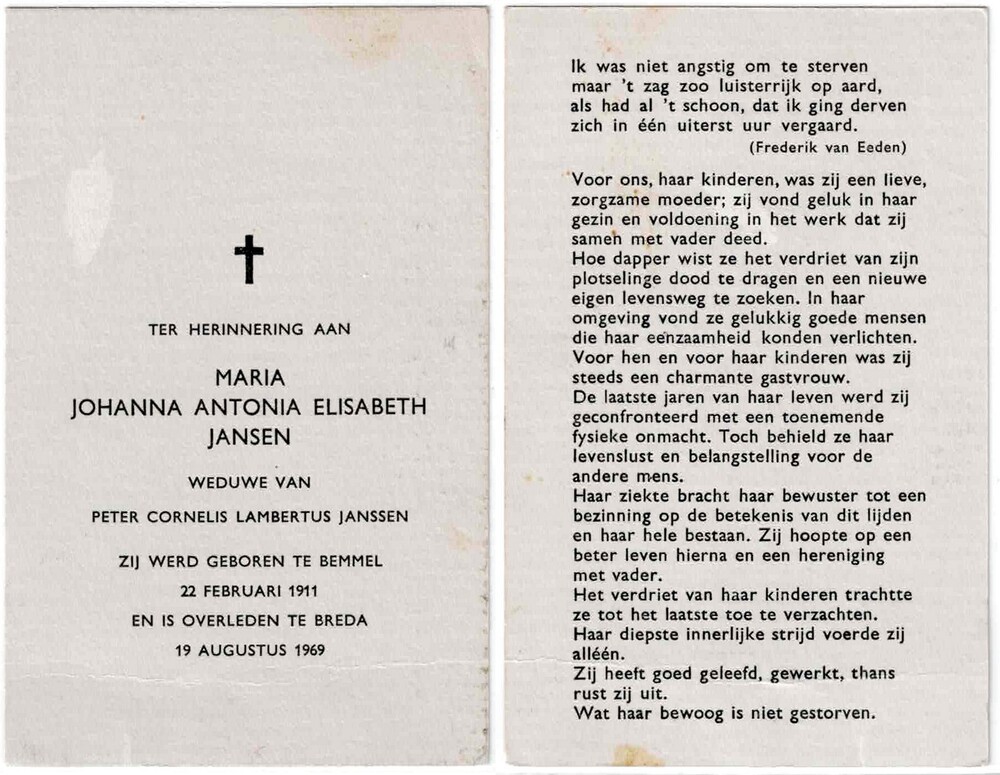 TER HERINNERING AAN
MARIA
JOHANNA ANTONIA ELISABETH
JANSEN
WEDUWE VAN
PETER CORNELIS LAMBERTUS JANSSEN
ZIJ WERD GEBOREN TE BEMMEL
22 FEBRUARI 1911
EN IS OVERLEDEN TE BREDA
19 AUGUSTUS 1969
Ik was niet angstig om te sterven
maar 't zag zoo luisterrijk op aard,
als had al 't schoon, dat ik ging derven
zich in één uiterst uur vergaard.
(Frederik van Eeden)
Voor ons, haar kinderen, was zij een lieve,
zorgzame moeder; zij vond geluk in haar
gezin en voldoening in het werk dat zij
samen met vader deed.
Hoe dapper wist ze het verdriet van zijn
plotselinge dood te dragen en een nieuwe
eigen levensweg te zoeken. In haar
omgeving vond ze gelukkig goede mensen
die haar eenzaamheid konden verlichten.
Voor hen en voor haar kinderen was zij
steeds een charmante gastvrouw.
De laatste jaren van haar leven werd zij
geconfronteerd met een toenemende
fysieke onmacht. Toch behield ze haar
levenslust en belangstelling voor de
andere mens.
Haar ziekte bracht haar bewuster tot een
bezinning op de betekenis van dit lijden
en haar hele bestaan. Zij hoopte op een
beter leven hierna en een hereniging
met vader.
Het verdriet van haar kinderen trachtte
ze tot het laatste toe te verzachten.
Haar diepste innerlijke strijd voerde zij
alléén.
Zij heeft goed geleefd, gewerkt, thans
rust zij uit.
Wat haar bewoog is niet gestorven.